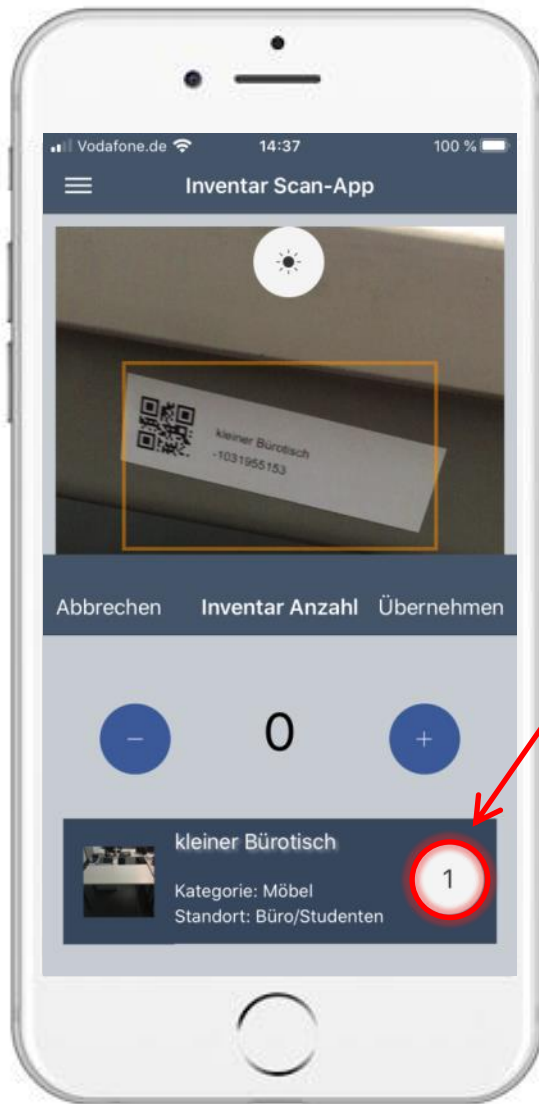 Vodafone.de 14:37 100 %
Inventar Scan-App
kleiner Bürotisch
-1031955153
Abbrechen Inventar Anzahl Übernehmen
− 0 +
kleiner Bürotisch
Kategorie: Möbel
Standort: Büro/Studenten
1